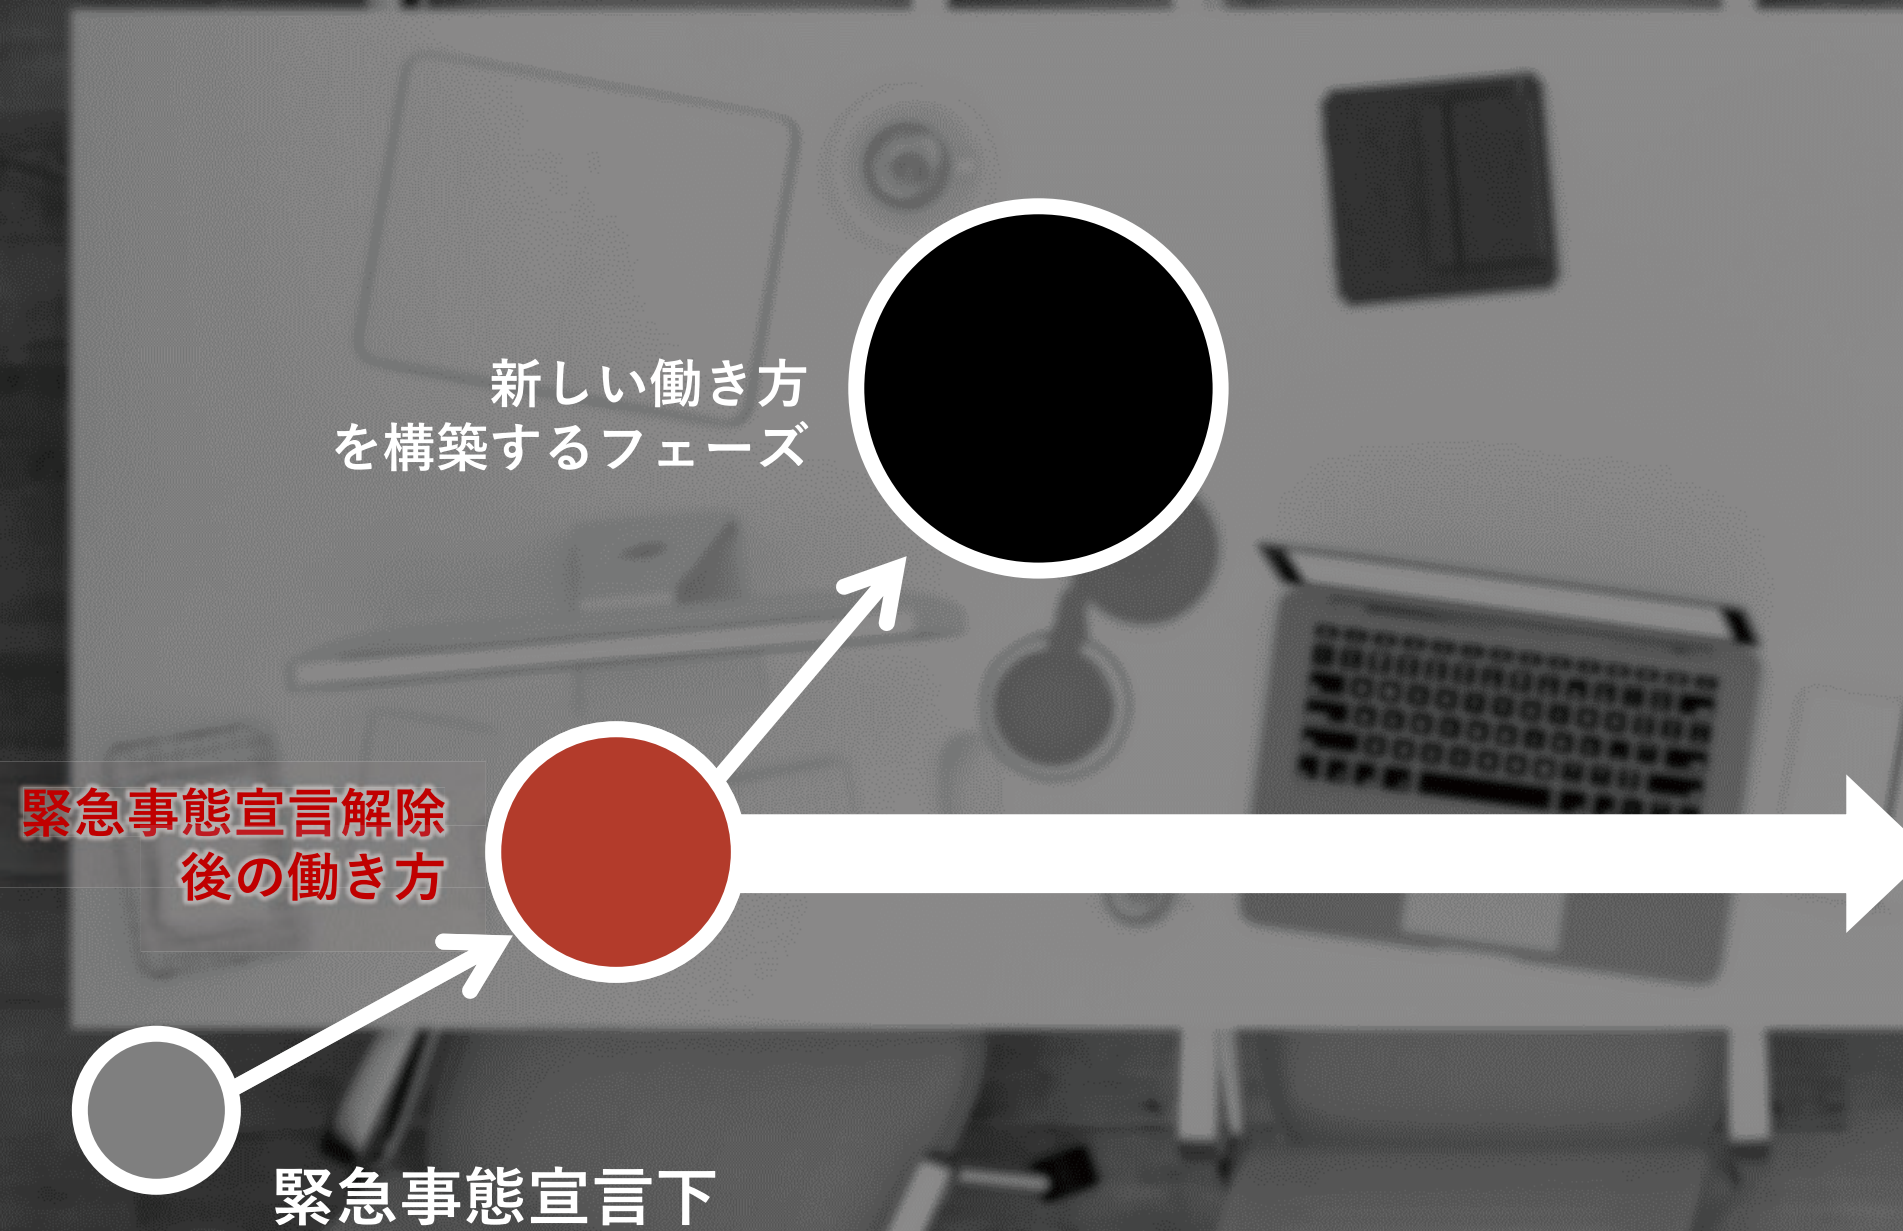 新しい働き方
を構築するフェーズ
緊急事態宣言解除
後の働き方
緊急事態宣言下